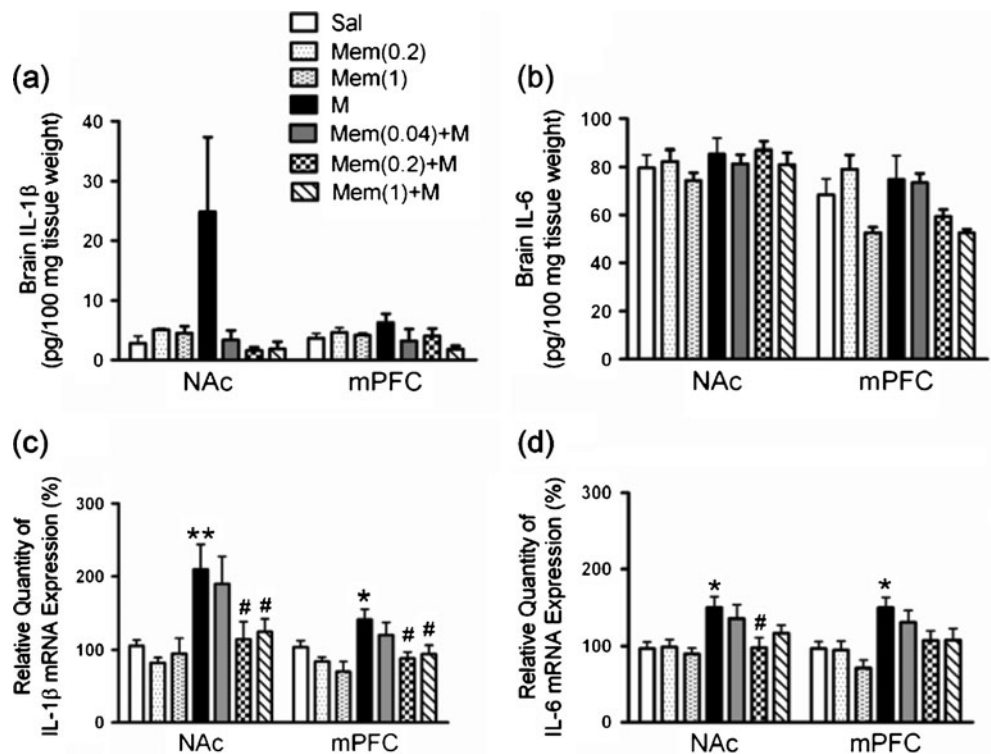 Sal
Mem(0.2)
Mem(1)
M
Mem(0.04)+M
Mem(0.2)+M
Mem(1)+M
(a)
Brain IL-1β
(pg/100 mg tissue weight)
40
30
20
10
0
NAc mPFC
(b)
Brain IL-6
(pg/100 mg tissue weight)
100
80
60
40
20
0
NAc mPFC
(c)
Relative Quantity of
IL-1β mRNA Expression (%)
300
200
100
0
**
#
#
*
#
#
NAc mPFC
(d)
Relative Quantity of
IL-6 mRNA Expression (%)
300
200
100
0
*
#
*
NAc mPFC